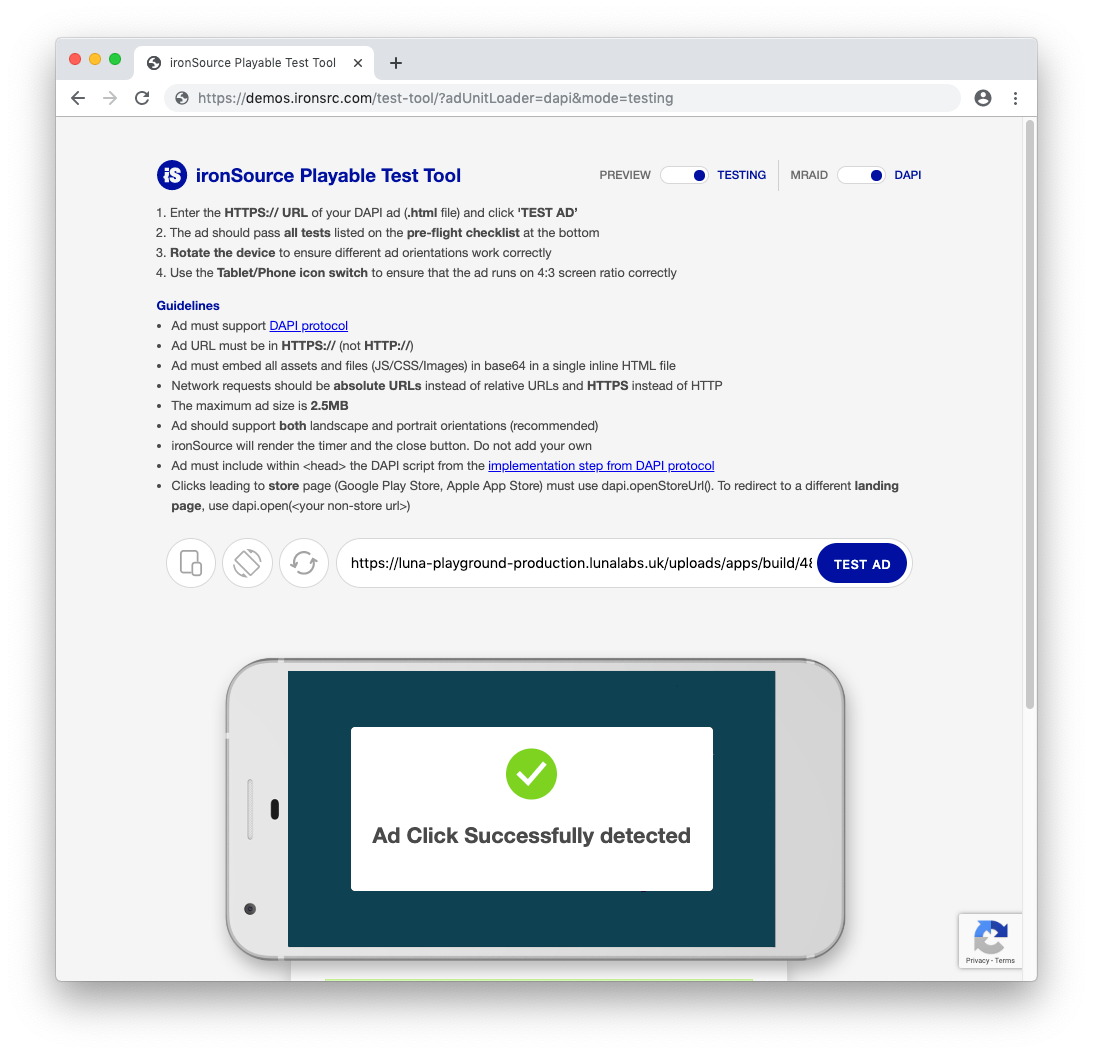 ironSource Playable Test Tool
https://demos.ironsrc.com/test-tool/?adUnitLoader=dapi&mode=testing
iS ironSource Playable Test Tool PREVIEW TESTING MRAID DAPI
1. Enter the HTTPS:// URL of your DAPI ad (.html file) and click 'TEST AD’
2. The ad should pass all tests listed on the pre-flight checklist at the bottom
3. Rotate the device to ensure different ad orientations work correctly
4. Use the Tablet/Phone icon switch to ensure that the ad runs on 4:3 screen ratio correctly
Guidelines
• Ad must support DAPI protocol
• Ad URL must be in HTTPS:// (not HTTP://)
• Ad must embed all assets and files (JS/CSS/Images) in base64 in a single inline HTML file
• Network requests should be absolute URLs instead of relative URLs and HTTPS instead of HTTP
• The maximum ad size is 2.5MB
• Ad should support both landscape and portrait orientations (recommended)
• ironSource will render the timer and the close button. Do not add your own
• Ad must include within <head> the DAPI script from the implementation step from DAPI protocol
• Clicks leading to store page (Google Play Store, Apple App Store) must use dapi.openStoreUrl(). To redirect to a different landing
page, use dapi.open(<your non-store url>)
https://luna-playground-production.lunalabs.uk/uploads/apps/build/48 TEST AD
Ad Click Successfully detected
Privacy - Terms